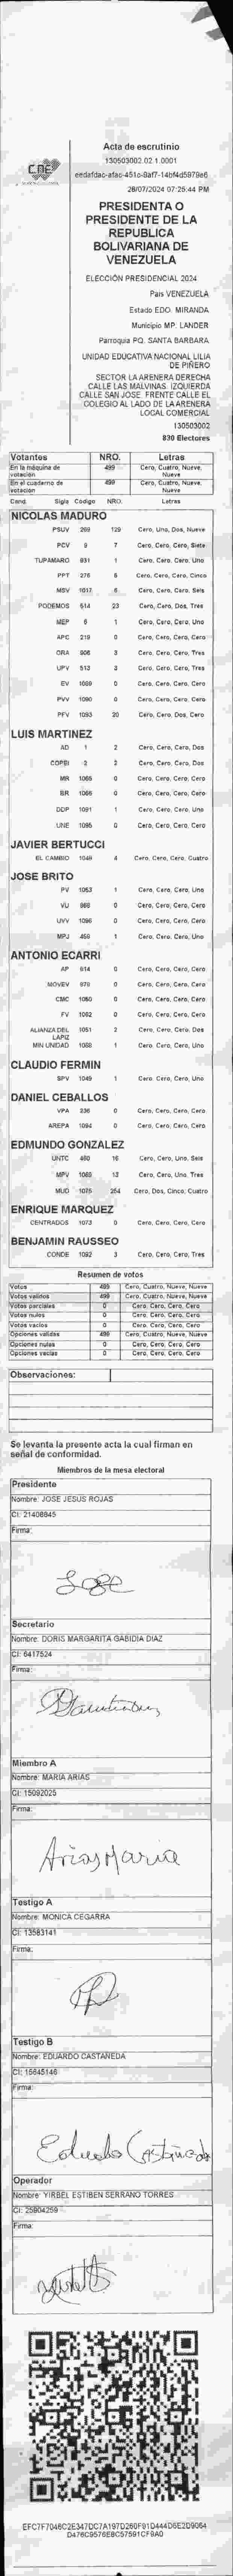 CNE
Acta de escrutinio
130503002.02.1.0001
28/07/2024 07:25:44 PM
PRESIDENTA O
PRESIDENTE DE LA
REPUBLICA
BOLIVARIANA DE
VENEZUELA
ELECCIÓN PRESIDENCIAL 2024
Pais VENEZUELA
Estado EDO. MIRANDA
Municipio MP. LANDER
Parroquia PQ. SANTA BARBARA
UNIDAD EDUCATIVA NACIONAL LILIA
DE PIÑERO
SECTOR LA ARENERA DERECHA
CALLE LAS MALVINAS. IZQUIERDA
CALLE SAN JOSE. FRENTE CALLE EL
COLEGIO AL LADO DE LA ARENERA
LOCAL COMERCIAL
130503002
830 Electores
Votantes NRO. Letras
En la máquina de votación 499 Cero, Cuatro, Nueve, Nueve
En el cuaderno de votación 499 Cero, Cuatro, Nueve, Nueve
Cand. Sigla Codigo NRO. Letras
NICOLAS MADURO
PSUV 269 129 Cero, Uno, Dos, Nueve
PCV 9 7 Cero, Cero, Cero, Siete
TUPAMARO 831 1 Cero, Cero, Cero, Uno
PPT 276 5 Cero, Cero, Cero, Cinco
MSV 1017 6 Cero, Cero, Cero, Seis
PODEMOS 514 23 Cero, Cero, Dos, Tres
MEP 6 1 Cero, Cero, Cero, Uno
APC 219 0 Cero, Cero, Cero, Cero
ORA 906 3 Cero, Cero, Cero, Tres
UPV 513 3 Cero, Cero, Cero, Tres
EV 1089 0 Cero, Cero, Cero, Cero
PVV 1090 0 Cero, Cero, Cero, Cero
PFV 1093 20 Cero, Cero, Dos, Cero
LUIS MARTINEZ
AD 1 2 Cero, Cero, Cero, Dos
COPEI 2 2 Cero, Cero, Cero, Dos
MR 1065 0 Cero, Cero, Cero, Cero
BR 1066 0 Cero, Cero, Cero, Cero
DDP 1091 1 Cero, Cero, Cero, Uno
UNE 1095 0 Cero, Cero, Cero, Cero
JAVIER BERTUCCI
EL CAMBIO 1048 4 Cero, Cero, Cero, Cuatro
JOSE BRITO
PV 1053 1 Cero, Cero, Cero, Uno
VU 868 0 Cero, Cero, Cero, Cero
UVV 1096 0 Cero, Cero, Cero, Cero
MPJ 459 1 Cero, Cero, Cero, Uno
ANTONIO ECARRI
AP 614 0 Cero, Cero, Cero, Cero
MOVEV 978 0 Cero, Cero, Cero, Cero
CMC 1050 0 Cero, Cero, Cero, Cero
FV 1052 0 Cero, Cero, Cero, Cero
ALIANZA DEL LAPIZ 1051 2 Cero, Cero, Cero, Dos
MIN UNIDAD 1068 1 Cero, Cero, Cero, Uno
CLAUDIO FERMIN
SPV 1049 1 Cero, Cero, Cero, Uno
DANIEL CEBALLOS
VPA 236 0 Cero, Cero, Cero, Cero
AREPA 1094 0 Cero, Cero, Cero, Cero
EDMUNDO GONZALEZ
UNTC 460 16 Cero, Cero, Uno, Seis
MPV 1069 13 Cero, Cero, Uno, Tres
MUD 1075 254 Cero, Dos, Cinco, Cuatro
ENRIQUE MARQUEZ
CENTRADOS 1073 0 Cero, Cero, Cero, Cero
BENJAMIN RAUSSEO
CONDE 1092 3 Cero, Cero, Cero, Tres
Resumen de votos
Votos 499 Cero, Cuatro, Nueve, Nueve
Votos validos 499 Cero, Cuatro, Nueve, Nueve
Votos parciales 0 Cero, Cero, Cero, Cero
Votos nulos 0 Cero, Cero, Cero, Cero
Votos vacios 0 Cero, Cero, Cero, Cero
Opciones validas 499 Cero, Cuatro, Nueve, Nueve
Opciones nulas 0 Cero, Cero, Cero, Cero
Opciones vacias 0 Cero, Cero, Cero, Cero
Observaciones:
Se levanta la presente acta la cual firman en
señal de conformidad.
Miembros de la mesa electoral
Presidente
Nombre: JOSE JESUS ROJAS
CI: 21408845
Firma:
Jose
Secretario
Nombre: DORIS MARGARITA GABIDIA DIAZ
CI: 6417524
Firma:
Miembro A
Nombre: MARIA ARIAS
CI: 15092025
Firma:
Arias Maria
Testigo A
Nombre: MONICA CEGARRA
CI: 13583141
Firma:
Testigo B
Nombre: EDUARDO CASTAÑEDA
CI: 15645146
Firma:
Eduardo Castañeda
Operador
Nombre: YIRBEL ESTIBEN SERRANO TORRES
CI: 25904259
Firma:
EFC7F7046C2E347DC7A197D260F91D444D5E2D9064
D476C9576E8C57591CF9A0